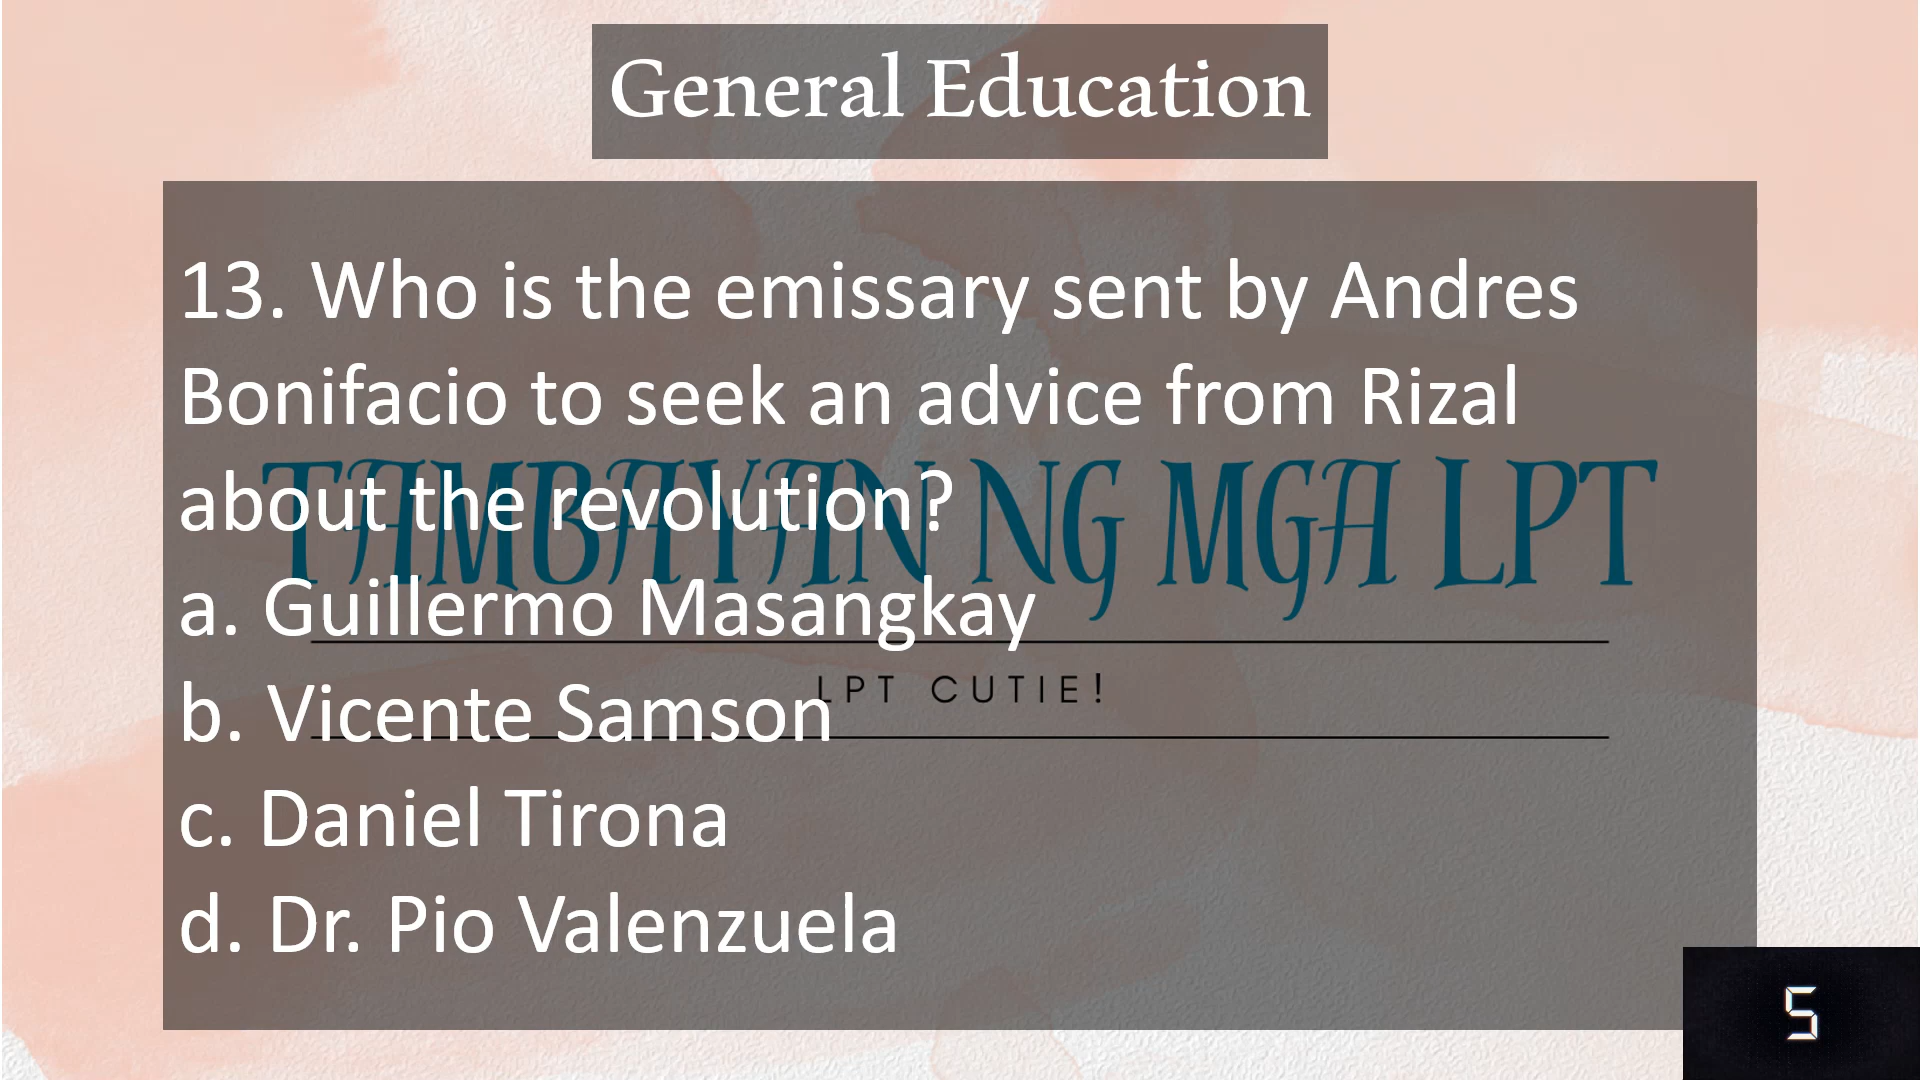 General Education
13. Who is the emissary sent by Andres
Bonifacio to seek an advice from Rizal
about the revolution?
TAMBAYAN NG MGA LPT
a. Guillermo Masangkay
LPT CUTIE!
b. Vicente Samson
c. Daniel Tirona
d. Dr. Pio Valenzuela
5